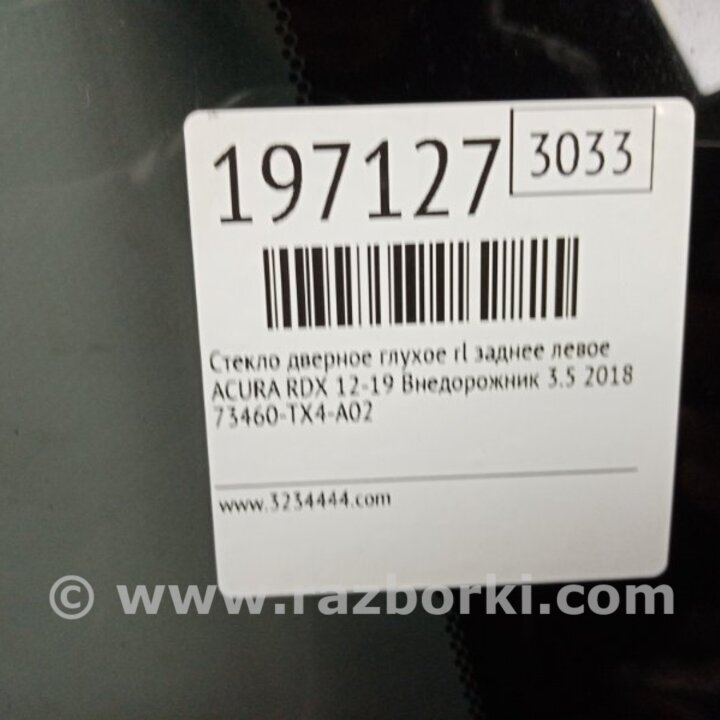 197127
3033
Стекло дверное глухое rl заднее левое
ACURA RDX 12-19 Внедорожник 3.5 2018
73460-TX4-A02
www.3234444.com
© www.razborki.com